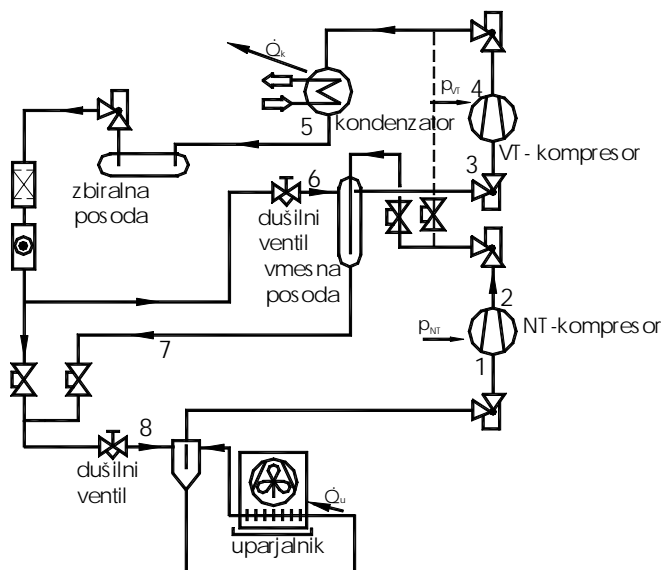 Q̇k
4
pVT
5
kondenzator
VT - kompresor
3
6
zbiralna
posoda
dušilni
ventil
vmesna
posoda
2
NT -kompresor
pNT
7
1
8
dušilni
ventil
Q̇u
uparjalnik